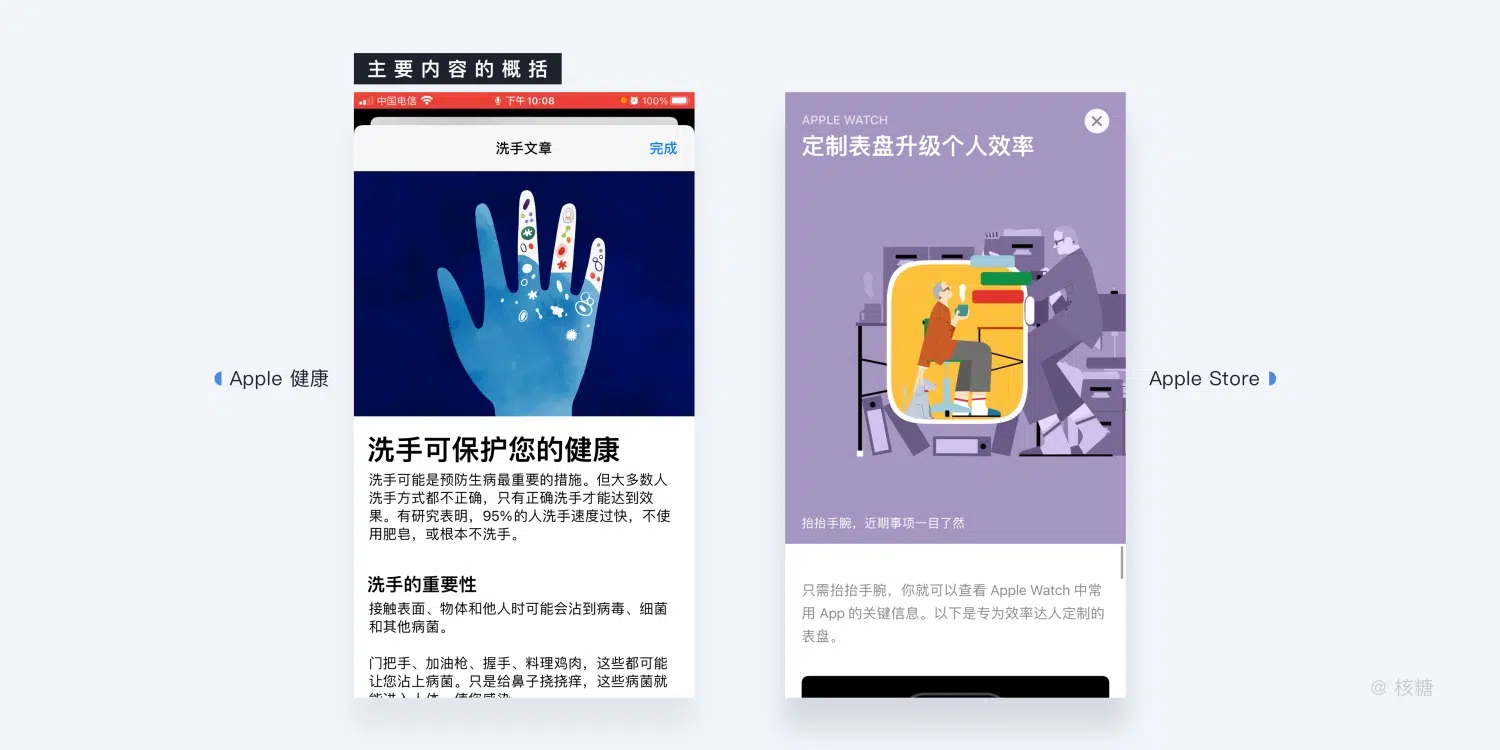 主要内容的概括
中国电信
下午10:08
100%
洗手文章
完成
洗手可保护您的健康
洗手可能是预防生病最重要的措施。但大多数人
洗手方式都不正确，只有正确洗手才能达到效
果。有研究表明，95%的人洗手速度过快，不使
用肥皂，或根本不洗手。
洗手的重要性
接触表面、物体和他人时可能会沾到病毒、细菌
和其他病菌。
门把手、加油枪、握手、料理鸡肉，这些都可能
让您沾上病菌。只是给鼻子挠挠痒，这些病菌就
Apple 健康
APPLE WATCH
定制表盘升级个人效率
抬抬手腕，近期事项一目了然
只需抬抬手腕，你就可以查看 Apple Watch 中常
用 App 的关键信息。以下是专为效率达人定制的
表盘。
Apple Store
@ 核糖